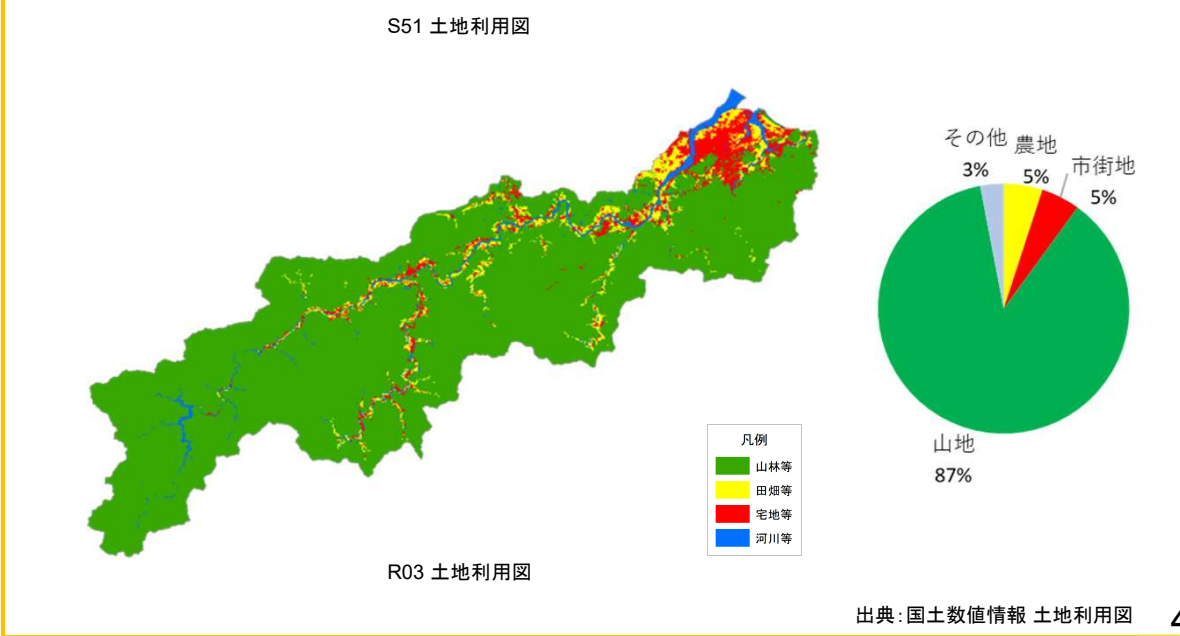 S51 土地利用図
その他
3%
農地
5%
市街地
5%
山地
87%
凡例
山林等
田畑等
宅地等
河川等
R03 土地利用図
出典:国土数値情報 土地利用図
4